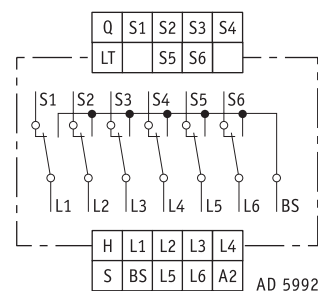 Q S1 S2 S3 S4
LT S5 S6
S1 S2 S3 S4 S5 S6
L1 L2 L3 L4 L5 L6 BS
H L1 L2 L3 L4
S BS L5 L6 A2
AD 5992